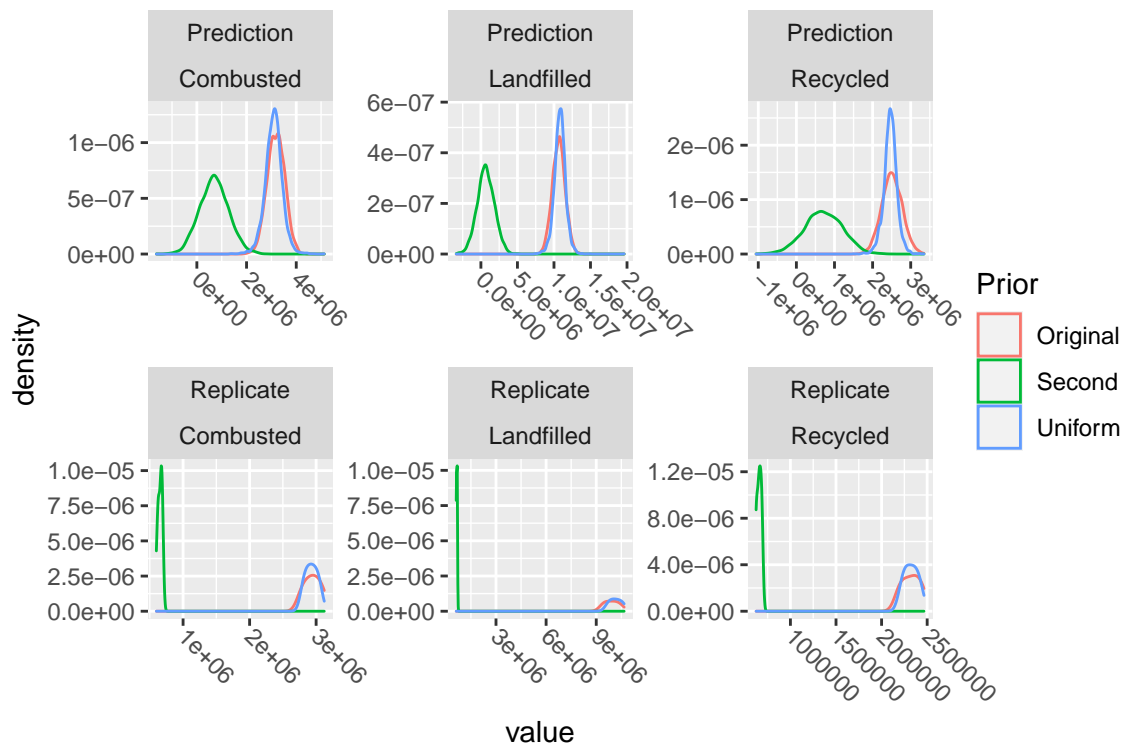 Prediction
Combusted
Prediction
Landfilled
Prediction
Recycled
1e−06
5e−07
0e+00
0e+00
2e+06
4e+06
6e−07
4e−07
2e−07
0e+00
0.0e+00
5.0e+06
1.0e+07
1.5e+07
2.0e+07
2e−06
1e−06
0e+00
−1e+06
0e+00
1e+06
2e+06
3e+06
density
Replicate
Combusted
Replicate
Landfilled
Replicate
Recycled
1.0e−05
7.5e−06
5.0e−06
2.5e−06
0.0e+00
1e+06
2e+06
3e+06
1.0e−05
7.5e−06
5.0e−06
2.5e−06
0.0e+00
3e+06
6e+06
9e+06
1.2e−05
8.0e−06
4.0e−06
0.0e+00
1000000
1500000
2000000
2500000
value
Prior
Original
Second
Uniform